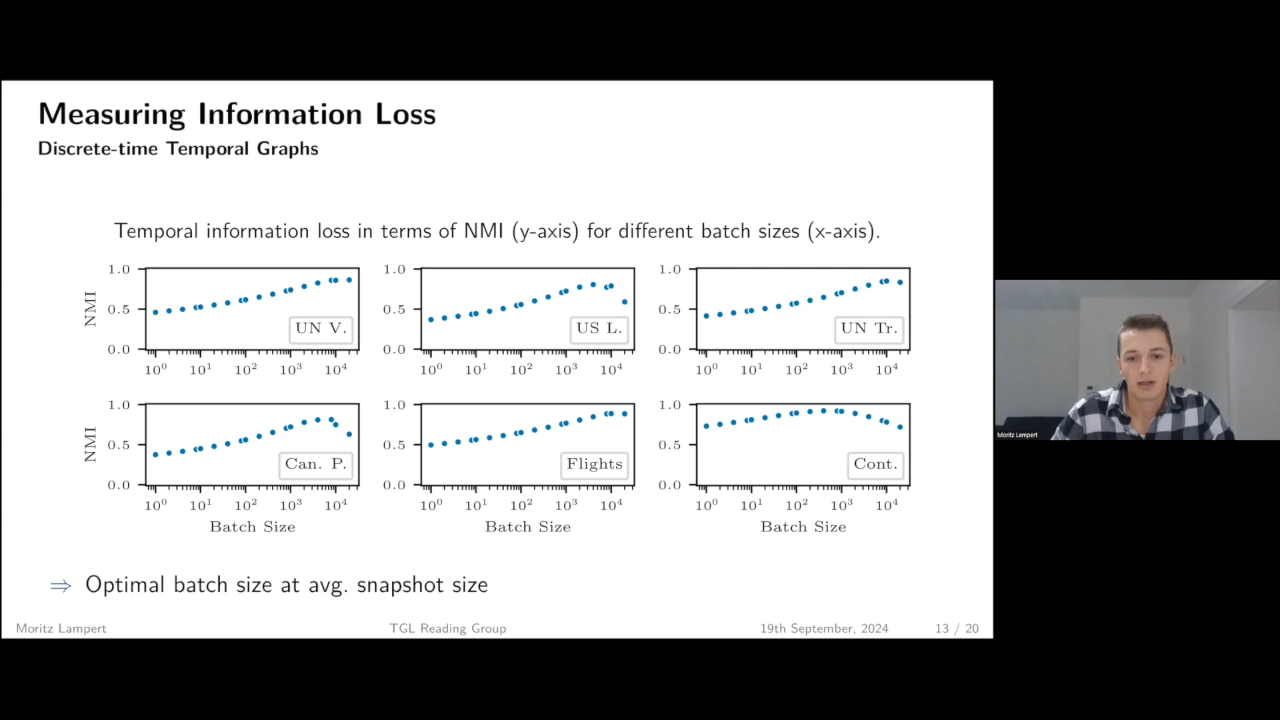 Measuring Information Loss
Discrete-time Temporal Graphs
Temporal information loss in terms of NMI (y-axis) for different batch sizes (x-axis).
1.0 0.5 0.0 NMI UN V. 10⁰ 10¹ 10² 10³ 10⁴
1.0 0.5 0.0 US L. 10⁰ 10¹ 10² 10³ 10⁴
1.0 0.5 0.0 UN Tr. 10⁰ 10¹ 10² 10³ 10⁴
1.0 0.5 0.0 NMI Can. P. 10⁰ 10¹ 10² 10³ 10⁴ Batch Size
1.0 0.5 0.0 Flights 10⁰ 10¹ 10² 10³ 10⁴ Batch Size
1.0 0.5 0.0 Cont. 10⁰ 10¹ 10² 10³ 10⁴ Batch Size
⇒ Optimal batch size at avg. snapshot size
Moritz Lampert TGL Reading Group 19th September, 2024 13 / 20
Moritz Lampert